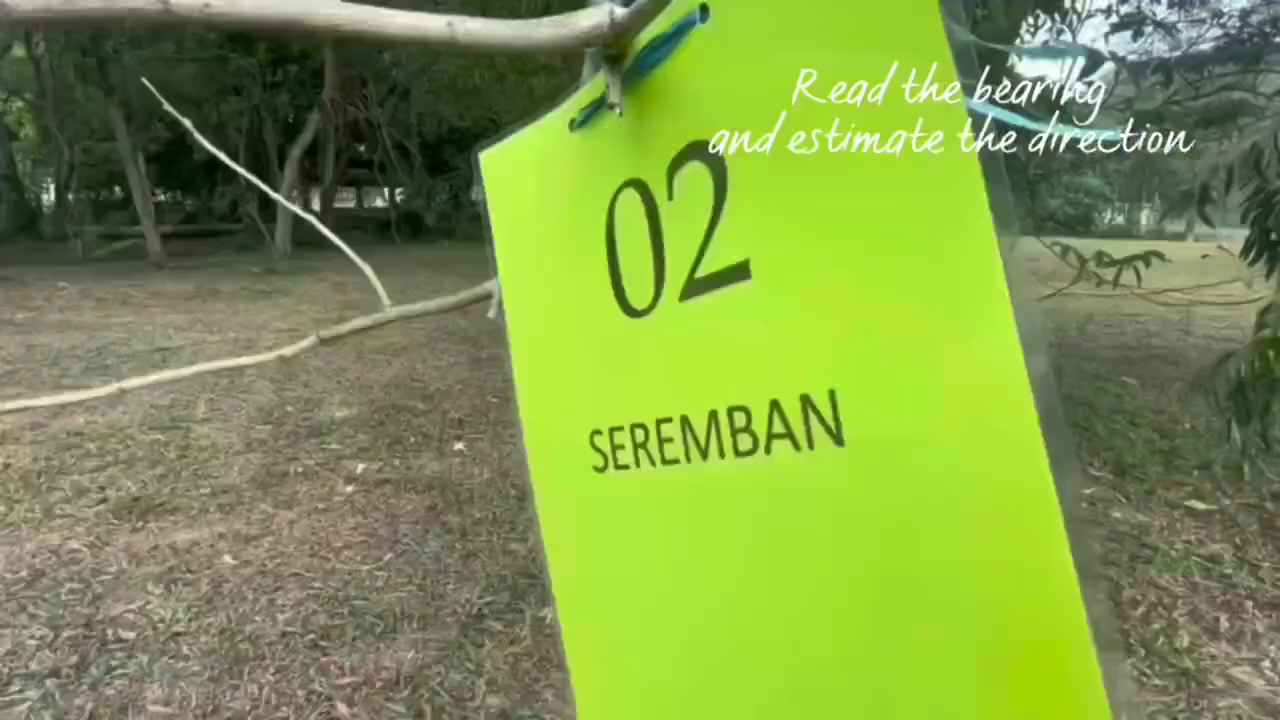 Read the bearing
and estimate the direction
02
SEREMBAN